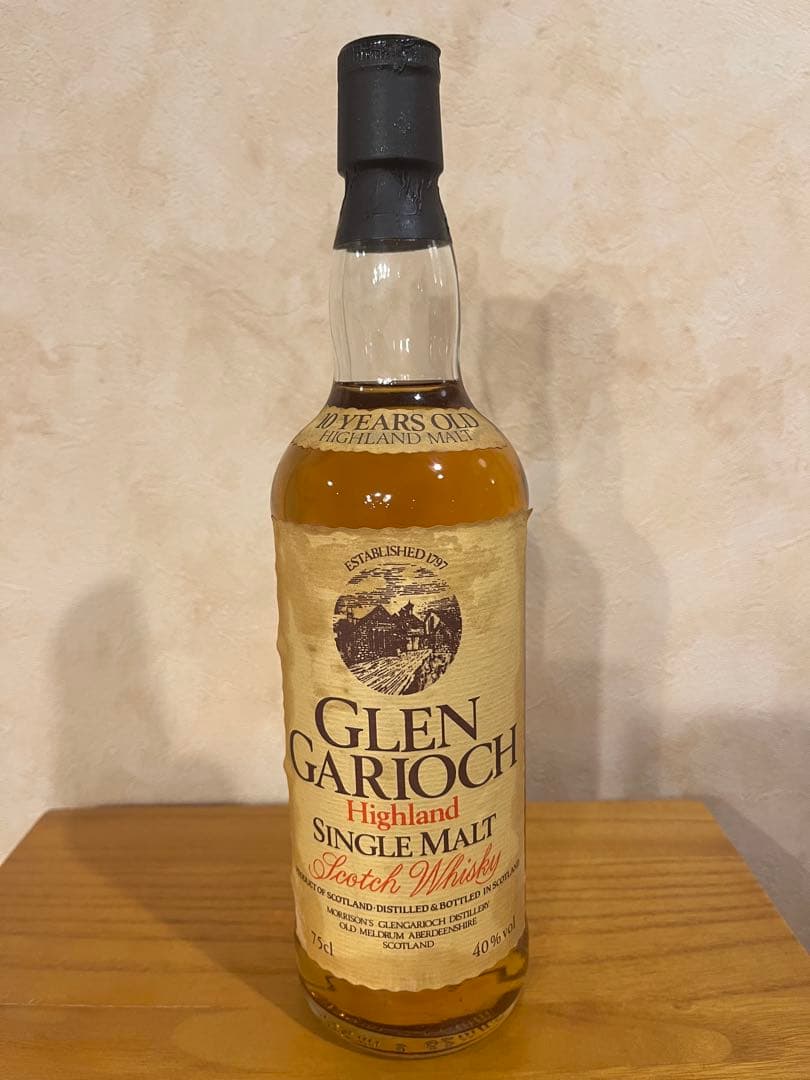 10 YEARS OLD
HIGHLAND MALT
ESTABLISHED 1797
GLEN
GARIOCH
Highland
SINGLE MALT
Scotch Whisky
PRODUCT OF SCOTLAND·DISTILLED & BOTTLED IN SCOTLAND
MORRISON'S GLENGARIOCH DISTILLERY
OLD MELDRUM ABERDEENSHIRE
SCOTLAND
75cl 40% vol